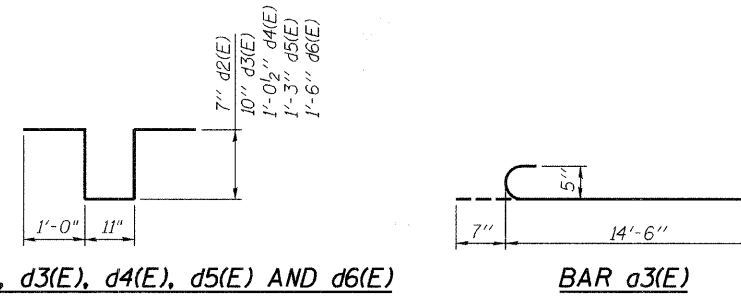 7" d2(E)
10" d3(E)
1'-0½" d4(E)
1'-3" d5(E)
1'-6" d6(E)
1'-0"
11"
5"
7"
14'-6"
, d3(E), d4(E), d5(E) AND d6(E)
BAR a3(E)